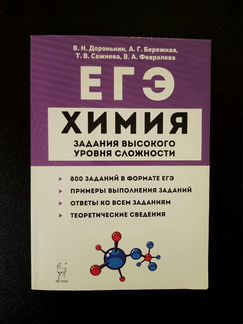 В. Н. Доронькин, А. Г. Бережная,
Т. В. Сажнева, В. А. Февралева
ЕГЭ
ХИМИЯ
ЗАДАНИЯ ВЫСОКОГО
УРОВНЯ СЛОЖНОСТИ
800 ЗАДАНИЙ В ФОРМАТЕ ЕГЭ
ПРИМЕРЫ ВЫПОЛНЕНИЯ ЗАДАНИЙ
ОТВЕТЫ КО ВСЕМ ЗАДАНИЯМ
ТЕОРЕТИЧЕСКИЕ СВЕДЕНИЯ
ЛЕГИОН